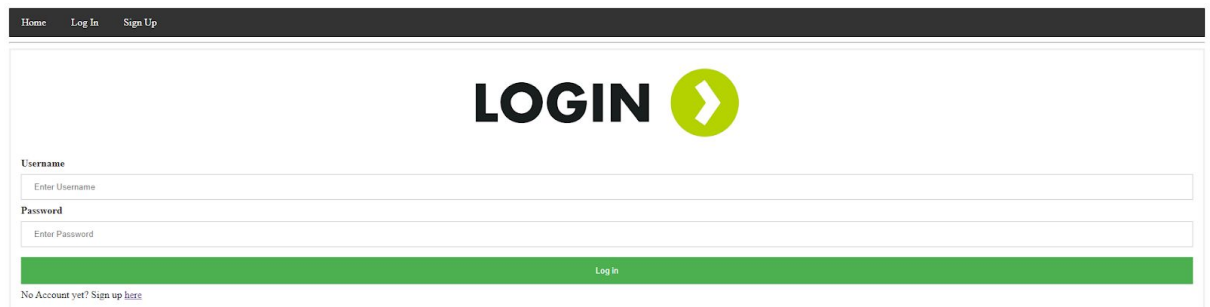 Home Log In Sign Up
LOGIN
Username
Enter Username
Password
Enter Password
Log in
No Account yet? Sign up here